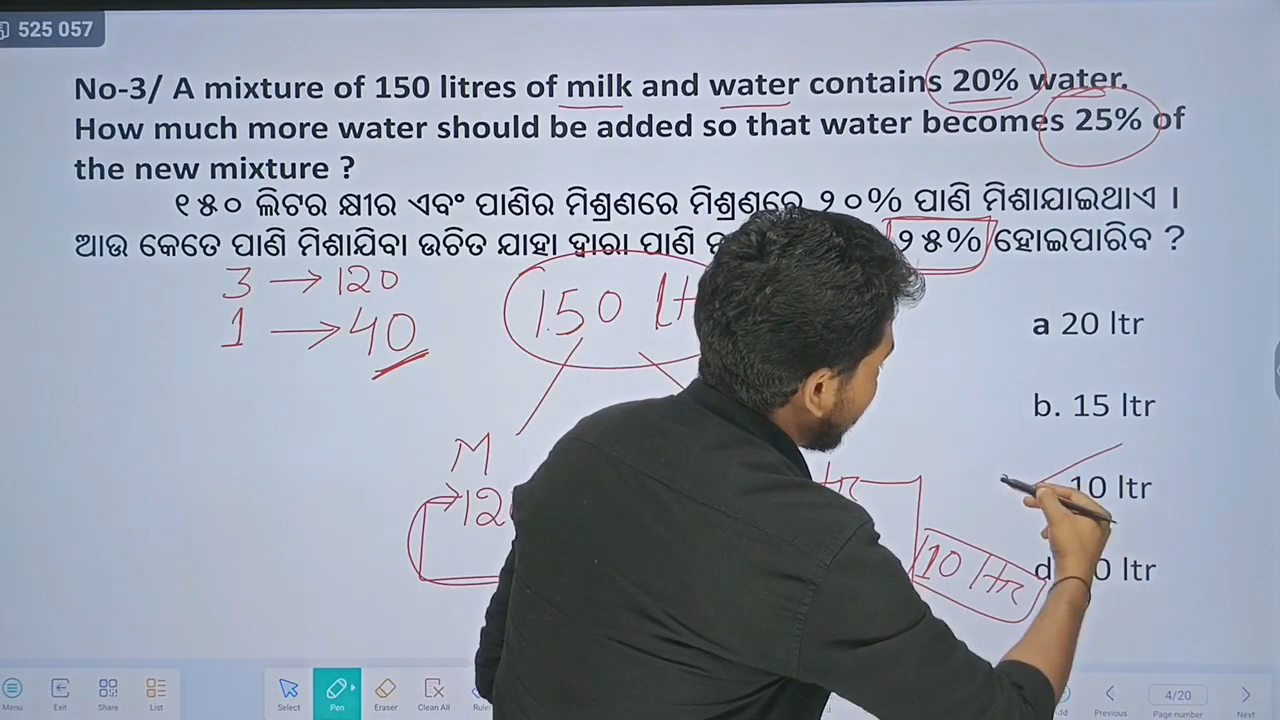 525 057
No-3/ A mixture of 150 litres of milk and water contains 20% water.
How much more water should be added so that water becomes 25% of
the new mixture ?
୧୫୦ ଲିଟର କ୍ଷୀର ଏବଂ ପାଣିର ମିଶ୍ରଣରେ ମିଶ୍ରଣରେ ୨୦% ପାଣି ମିଶାଯାଇଥାଏ ।
ଆଉ କେତେ ପାଣି ମିଶାଯିବା ଉଚିତ ଯାହା ଦ୍ୱାରା ପାଣି ୨୫% ହୋଇପାରିବ ?
3 → 120
1 → 40
150
M
12
10 ltr
a 20 ltr
b. 15 ltr
10 ltr
d 0 ltr
Menu Exit Share List Select Pen Eraser Clean All Previous 4/20 Page number Next